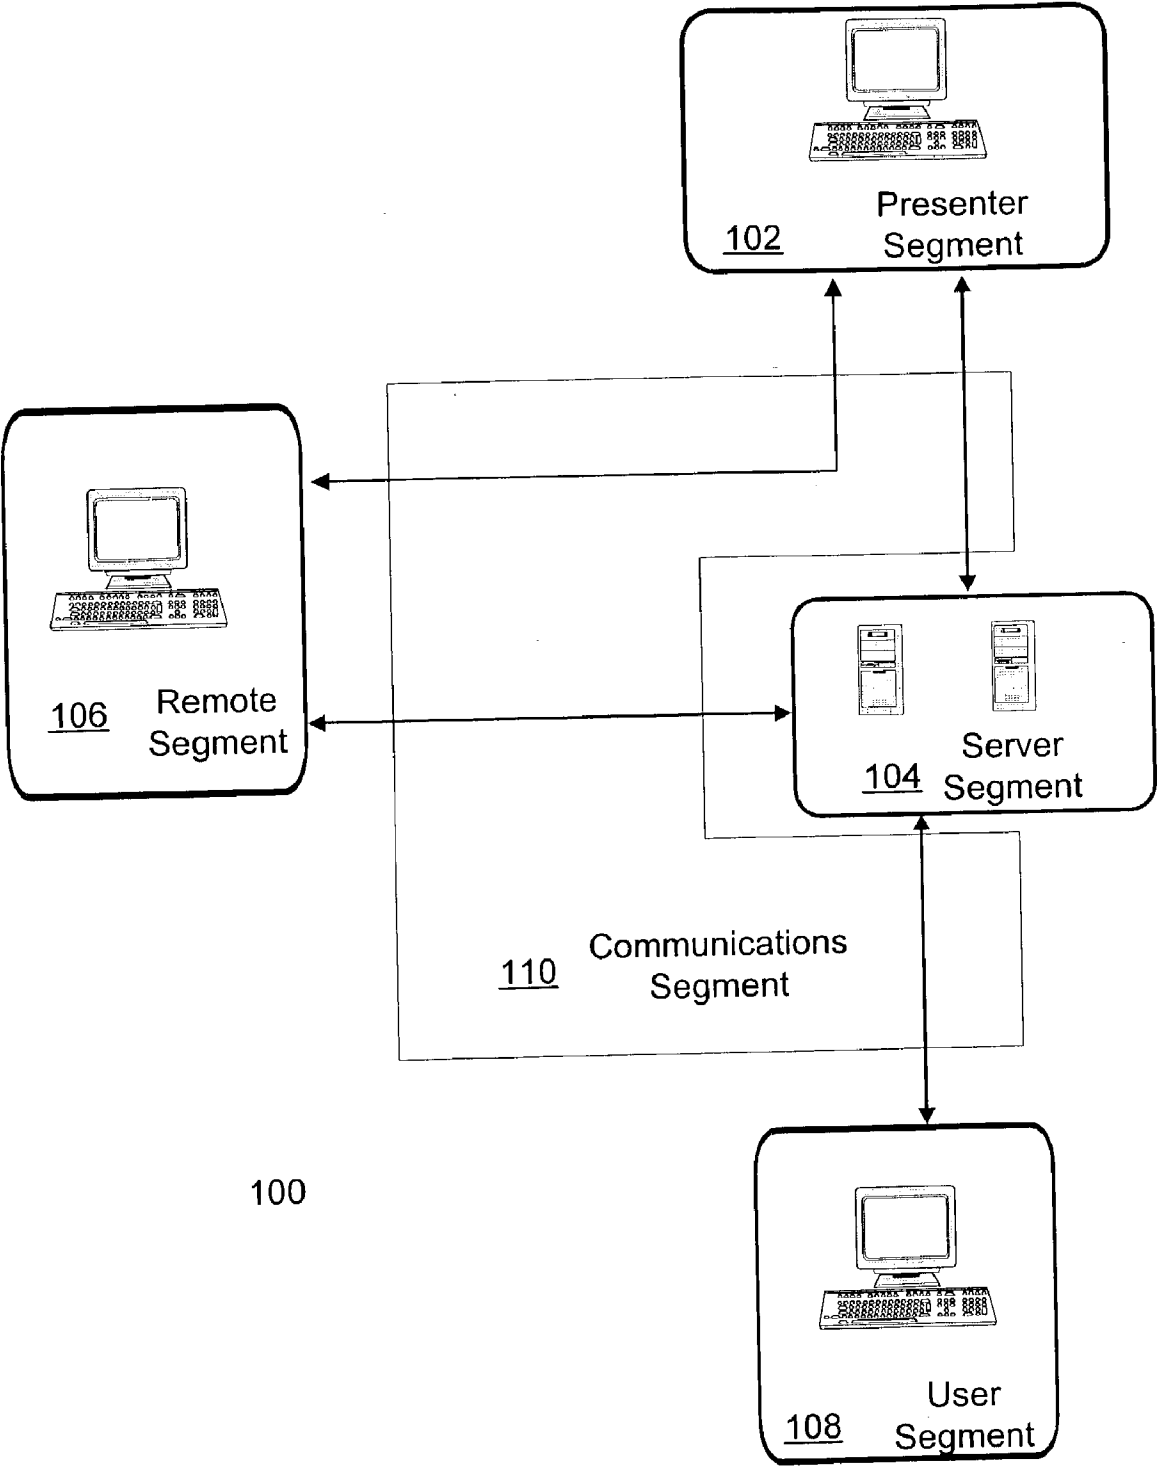 Presenter
102 Segment
Remote
106 Segment
Server
104 Segment
Communications
110 Segment
100
User
108 Segment